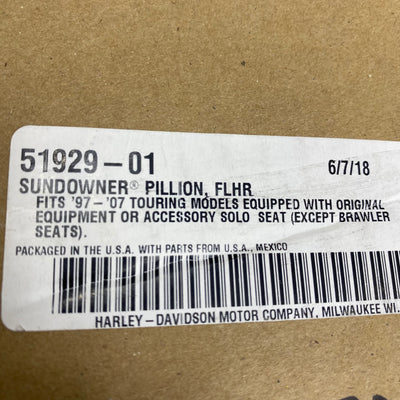 51929-01 6/7/18
SUNDOWNER® PILLION, FLHR
FITS '97-'07 TOURING MODELS EQUIPPED WITH ORIGINAL
EQUIPMENT OR ACCESSORY SOLO SEAT (EXCEPT BRAWLER
SEATS).
PACKAGED IN THE U.S.A. WITH PARTS FROM U.S.A., MEXICO
HARLEY-DAVIDSON MOTOR COMPANY, MILWAUKEE WI.